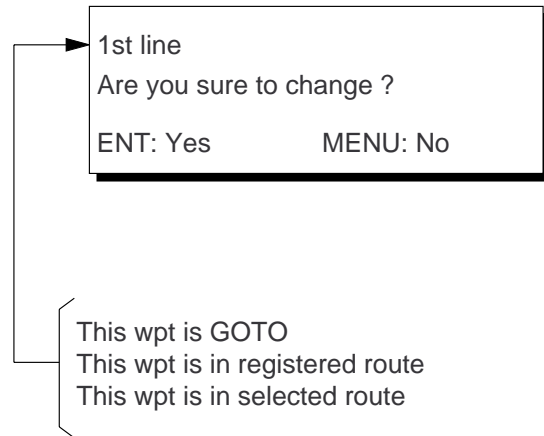 1st line
Are you sure to change ?
ENT: Yes MENU: No
This wpt is GOTO
This wpt is in registered route
This wpt is in selected route